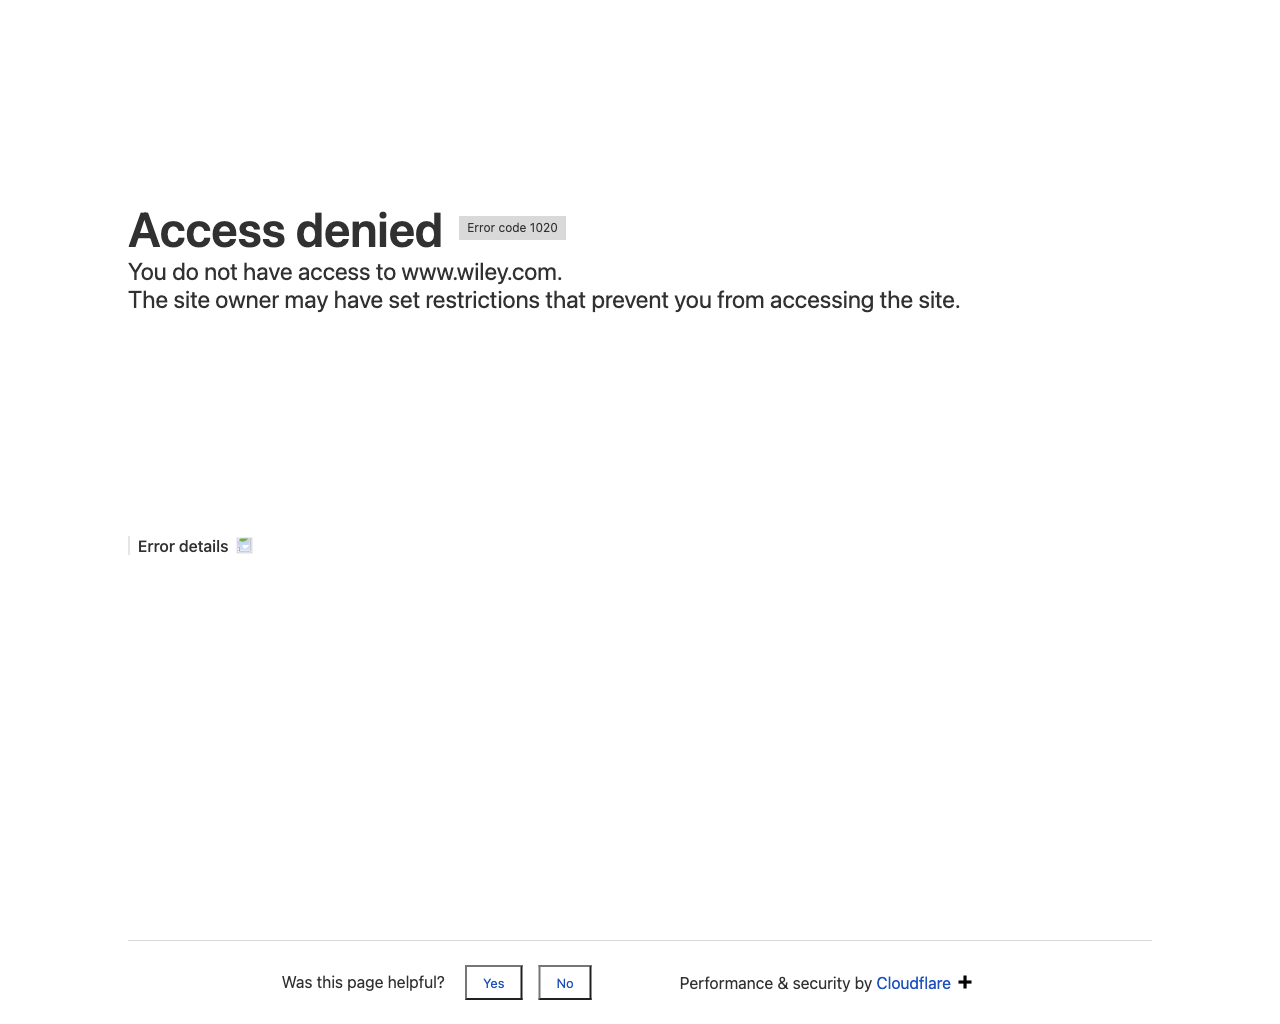 Access denied Error code 1020
You do not have access to www.wiley.com.
The site owner may have set restrictions that prevent you from accessing the site.
Error details
Was this page helpful? Yes No Performance & security by Cloudflare